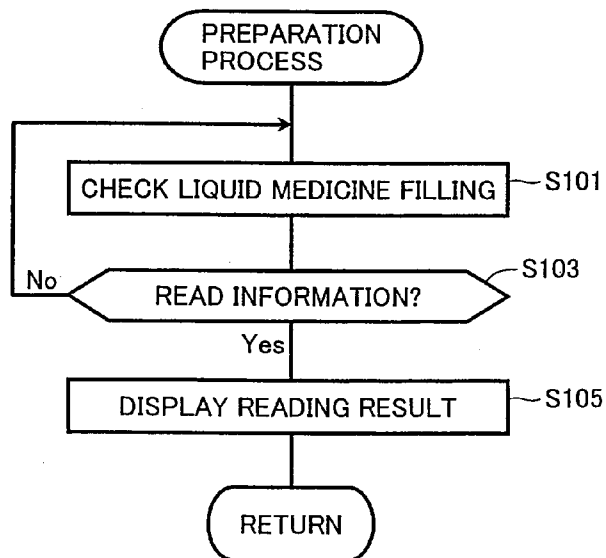 PREPARATION
PROCESS
CHECK LIQUID MEDICINE FILLING
S101
No
READ INFORMATION?
S103
Yes
DISPLAY READING RESULT
S105
RETURN